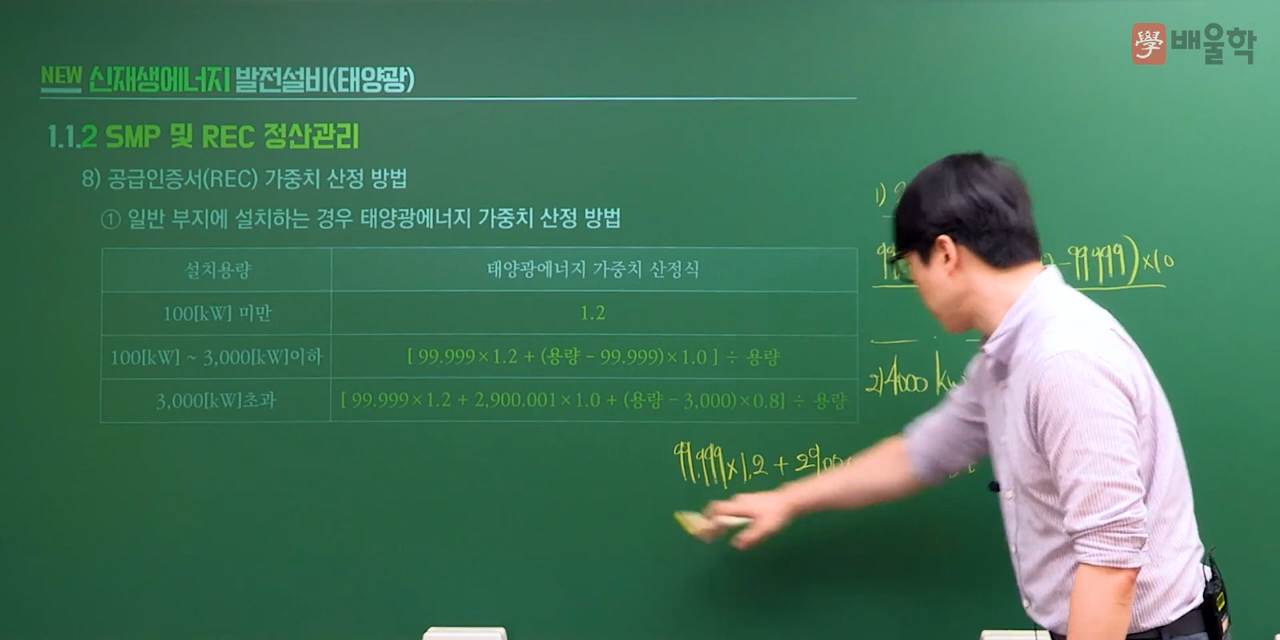 學 배울학
NEW 신재생에너지 발전설비(태양광)
1.1.2 SMP 및 REC 정산관리
8) 공급인증서(REC) 가중치 산정 방법
① 일반 부지에 설치하는 경우 태양광에너지 가중치 산정 방법
설치용량 태양광에너지 가중치 산정식
100[kW] 미만 1.2
100[kW] ~ 3,000[kW]이하 [ 99.999×1.2 + (용량 - 99.999)×1.0 ] ÷ 용량
3,000[kW]초과 [ 99.999×1.2 + 2,900.001×1.0 + (용량 - 3,000)×0.8] ÷ 용량
1)
-99.999)×1.0
2) 4000 kW
99.999×1.2 +